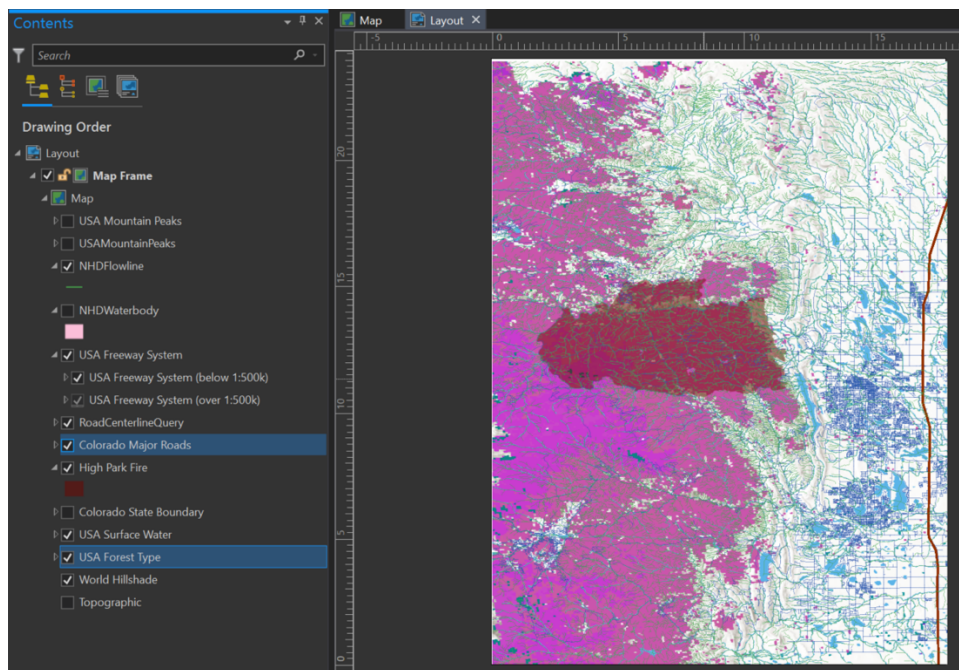 Contents
Map
Layout
Search
-5
0
5
10
15
Drawing Order
Layout
Map Frame
Map
USA Mountain Peaks
USAMountainPeaks
NHDFlowline
NHDWaterbody
USA Freeway System
USA Freeway System (below 1:500k)
USA Freeway System (over 1:500k)
RoadCenterlineQuery
Colorado Major Roads
High Park Fire
Colorado State Boundary
USA Surface Water
USA Forest Type
World Hillshade
Topographic
20
15
10
5
0